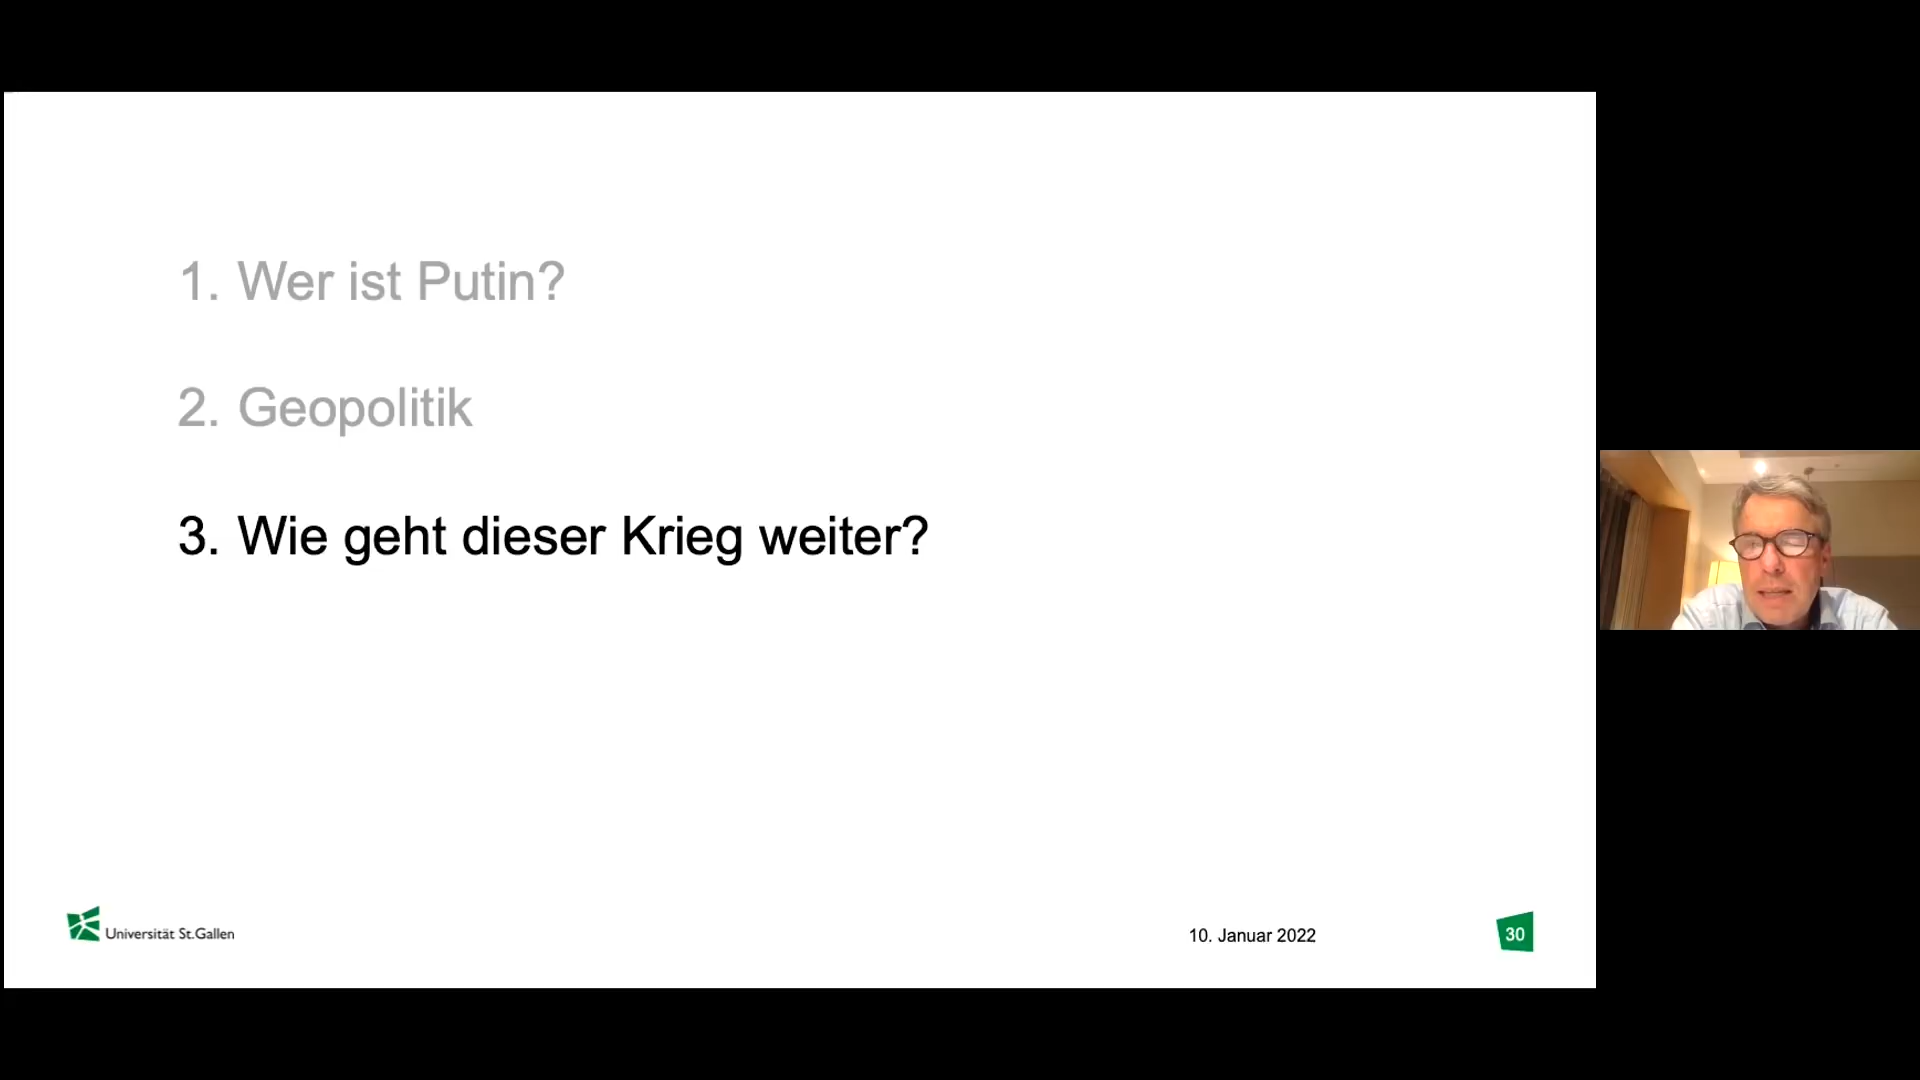 1. Wer ist Putin?
2. Geopolitik
3. Wie geht dieser Krieg weiter?
Universität St.Gallen
10. Januar 2022
30